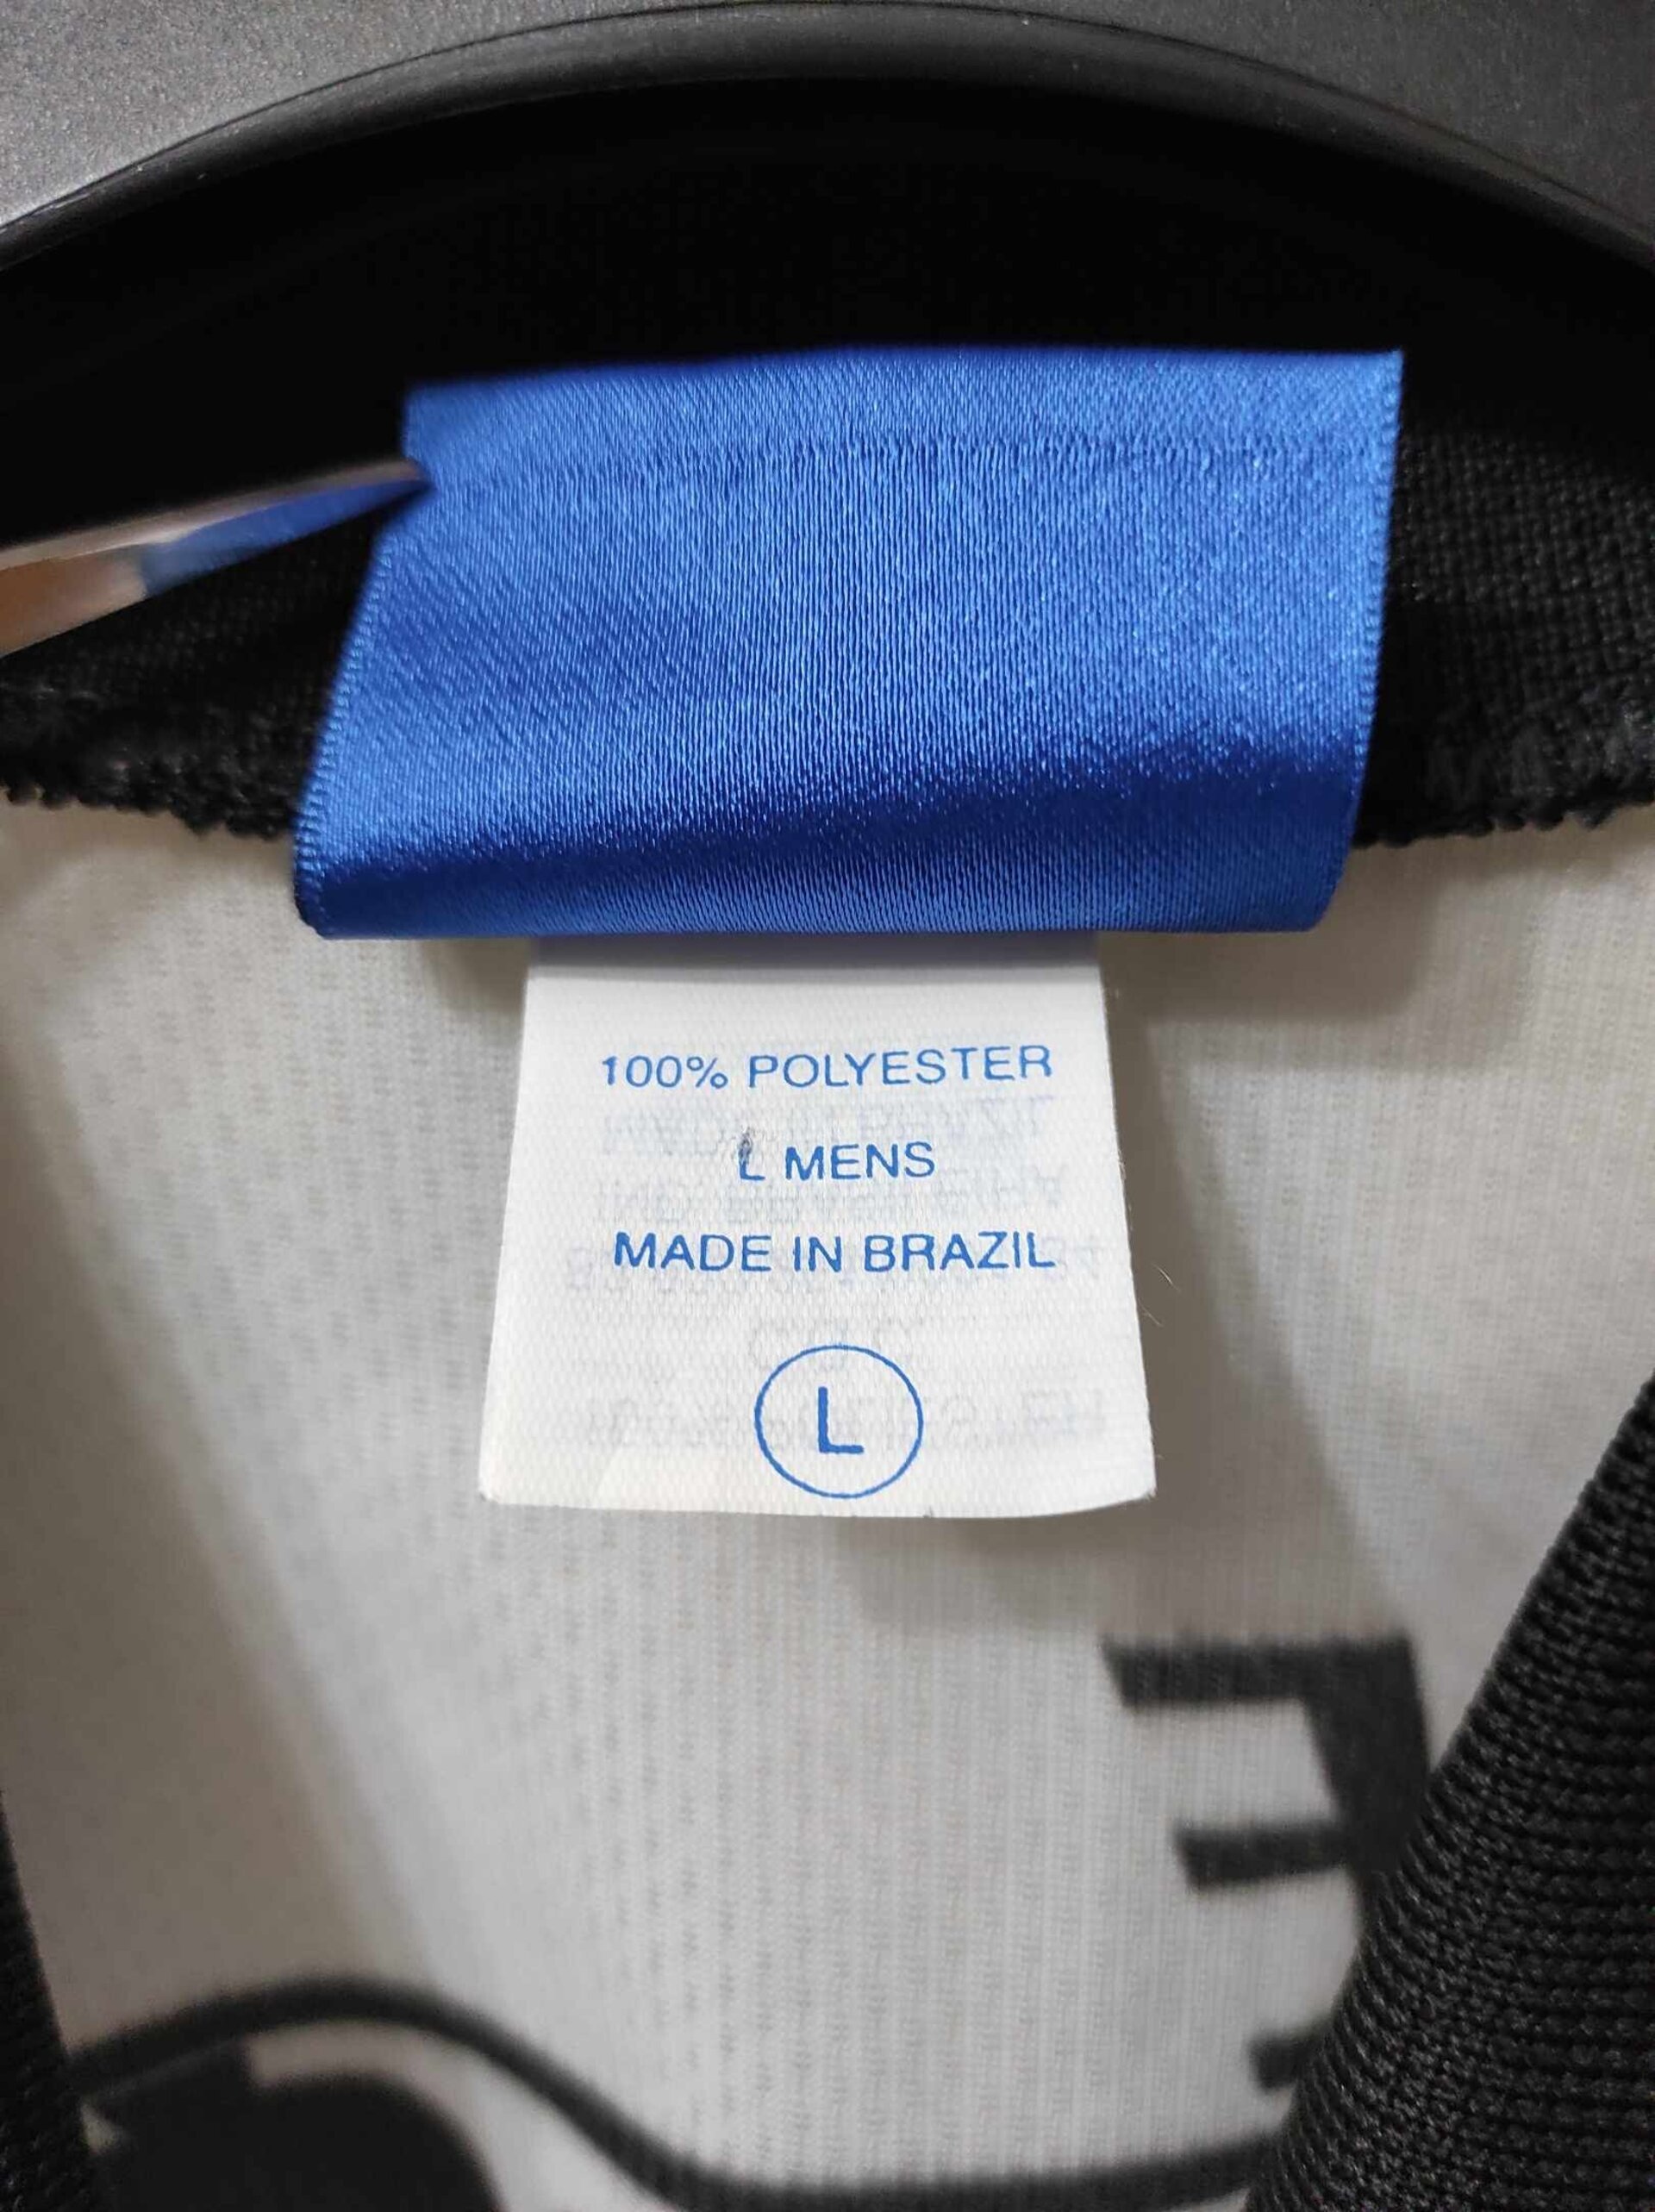 100% POLYESTER
L MENS
MADE IN BRAZIL
L